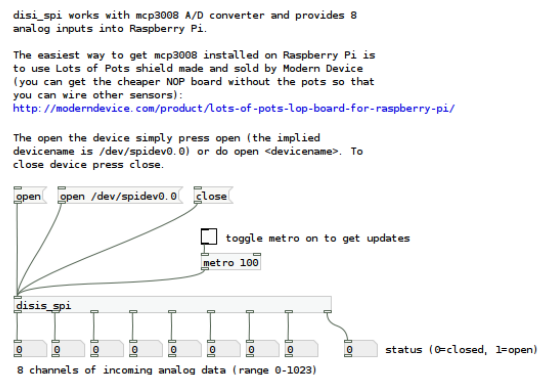 disi_spi works with mcp3008 A/D converter and provides 8
analog inputs into Raspberry Pi.
The easiest way to get mcp3008 installed on Raspberry Pi is
to use Lots of Pots shield made and sold by Modern Device
(you can get the cheaper NOP board without the pots so that
you can wire other sensors):
http://moderndevice.com/product/lots-of-pots-lop-board-for-raspberry-pi/
The open the device simply press open (the implied
devicename is /dev/spidev0.0) or do open <devicename>. To
close device press close.
open open /dev/spidev0.0 close
toggle metro on to get updates
metro 100
disis_spi
0 0 0 0 0 0 0 0 0 status (0=closed, 1=open)
8 channels of incoming analog data (range 0-1023)